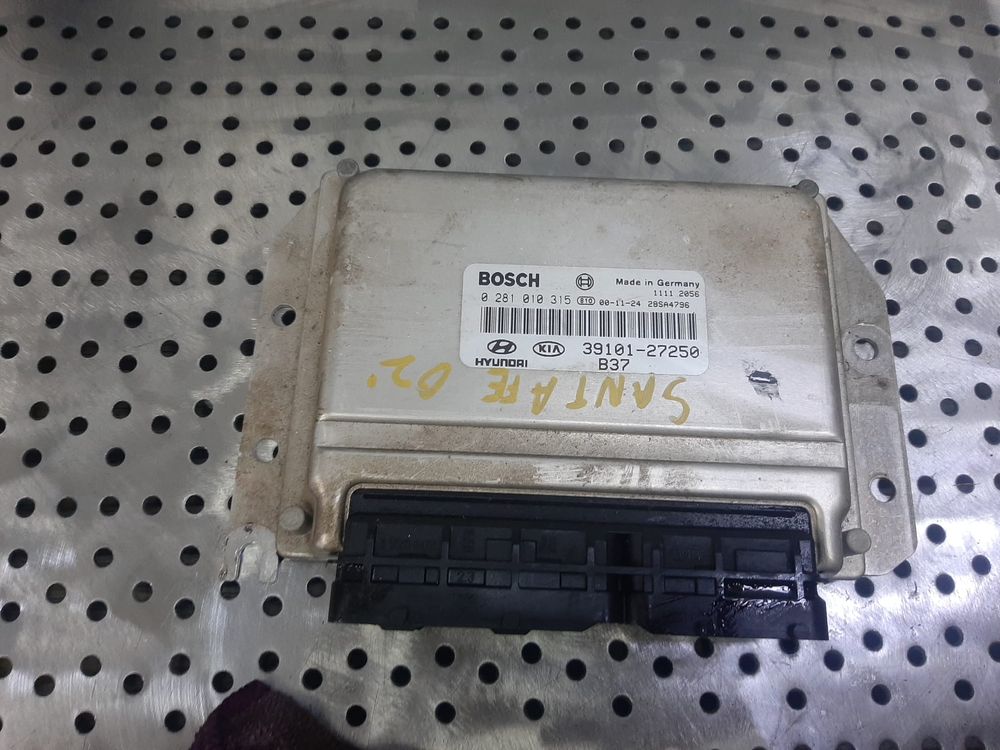 BOSCH Made in Germany
1111 2056
0 281 010 315 00-11-24 28SA4796
HYUNDAI KIA 39101-27250
B37
SANTAFE 02'